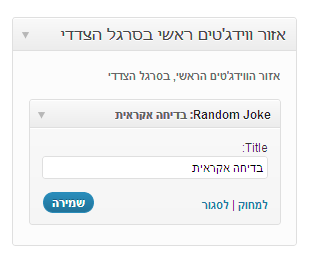 אזור ווידג'טים ראשי בסרגל הצדדי
אזור הווידג'טים הראשי, בסרגל הצדדי
Random Joke: בדיחה אקראית
Title:
בדיחה אקראית
למחוק | לסגור
שמירה